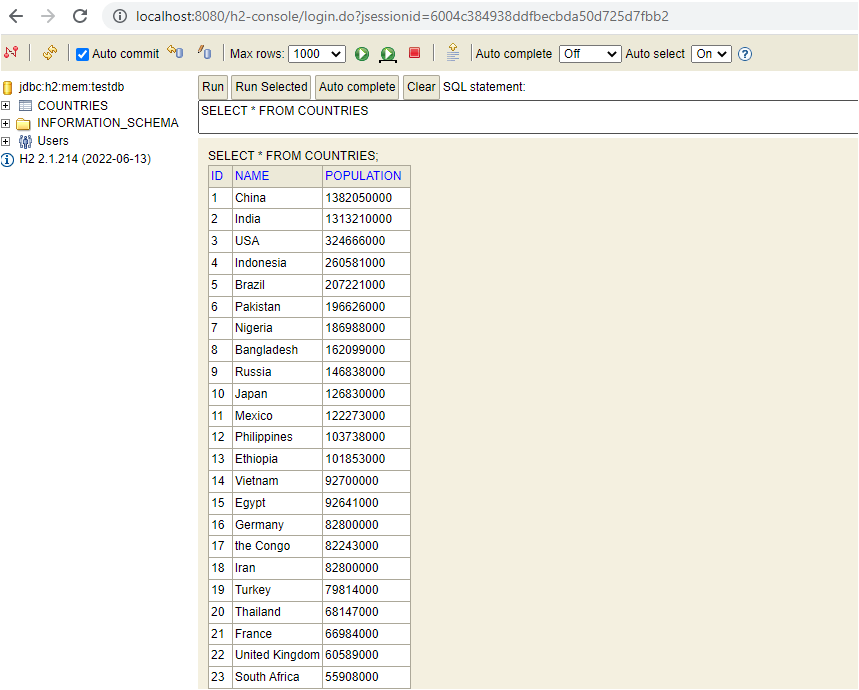 localhost:8080/h2-console/login.do?jsessionid=6004c384938ddfbecbda50d725d7fbb2
Auto commit Max rows: 1000 Auto complete Off Auto select On ?
jdbc:h2:mem:testdb
COUNTRIES
INFORMATION_SCHEMA
Users
H2 2.1.214 (2022-06-13)
Run Run Selected Auto complete Clear SQL statement:
SELECT * FROM COUNTRIES
SELECT * FROM COUNTRIES;
ID NAME POPULATION
1 China 1382050000
2 India 1313210000
3 USA 324666000
4 Indonesia 260581000
5 Brazil 207221000
6 Pakistan 196626000
7 Nigeria 186988000
8 Bangladesh 162099000
9 Russia 146838000
10 Japan 126830000
11 Mexico 122273000
12 Philippines 103738000
13 Ethiopia 101853000
14 Vietnam 92700000
15 Egypt 92641000
16 Germany 82800000
17 the Congo 82243000
18 Iran 82800000
19 Turkey 79814000
20 Thailand 68147000
21 France 66984000
22 United Kingdom 60589000
23 South Africa 55908000